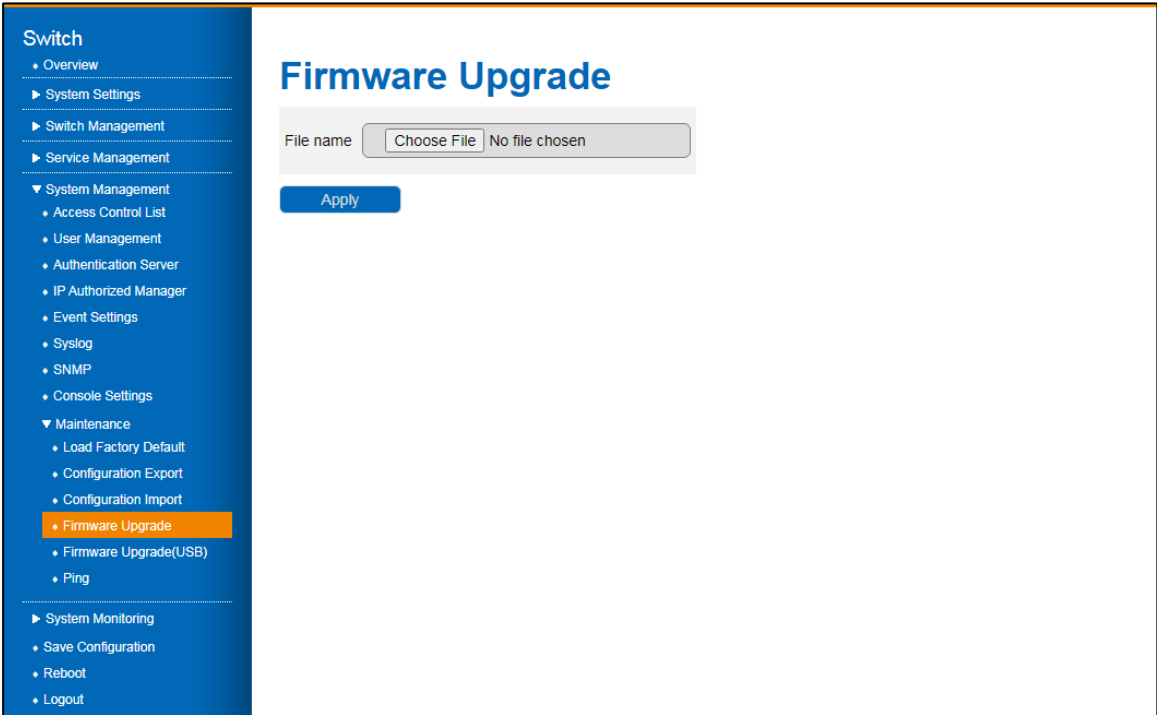 Switch
Overview
System Settings
Switch Management
Service Management
System Management
Access Control List
User Management
Authentication Server
IP Authorized Manager
Event Settings
Syslog
SNMP
Console Settings
Maintenance
Load Factory Default
Configuration Export
Configuration Import
Firmware Upgrade
Firmware Upgrade(USB)
Ping
System Monitoring
Save Configuration
Reboot
Logout
Firmware Upgrade
File name Choose File No file chosen
Apply